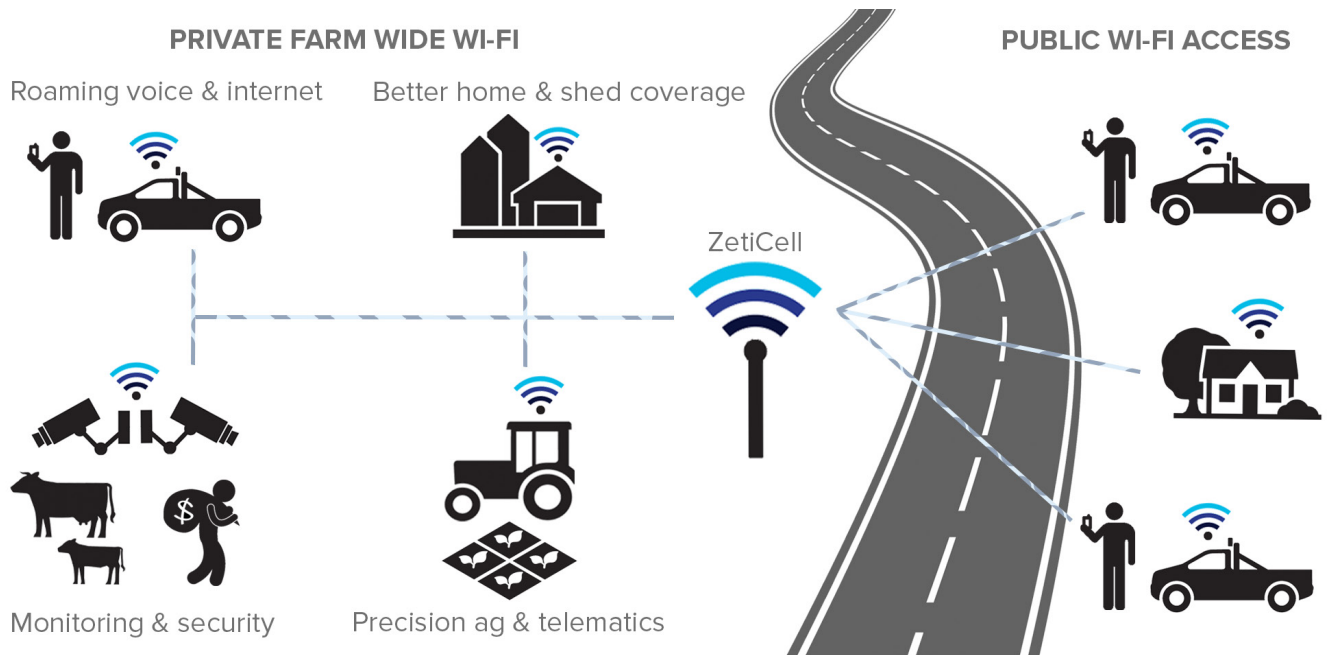 PRIVATE FARM WIDE WI-FI
PUBLIC WI-FI ACCESS
Roaming voice & internet
Better home & shed coverage
ZetiCell
$
Monitoring & security
Precision ag & telematics